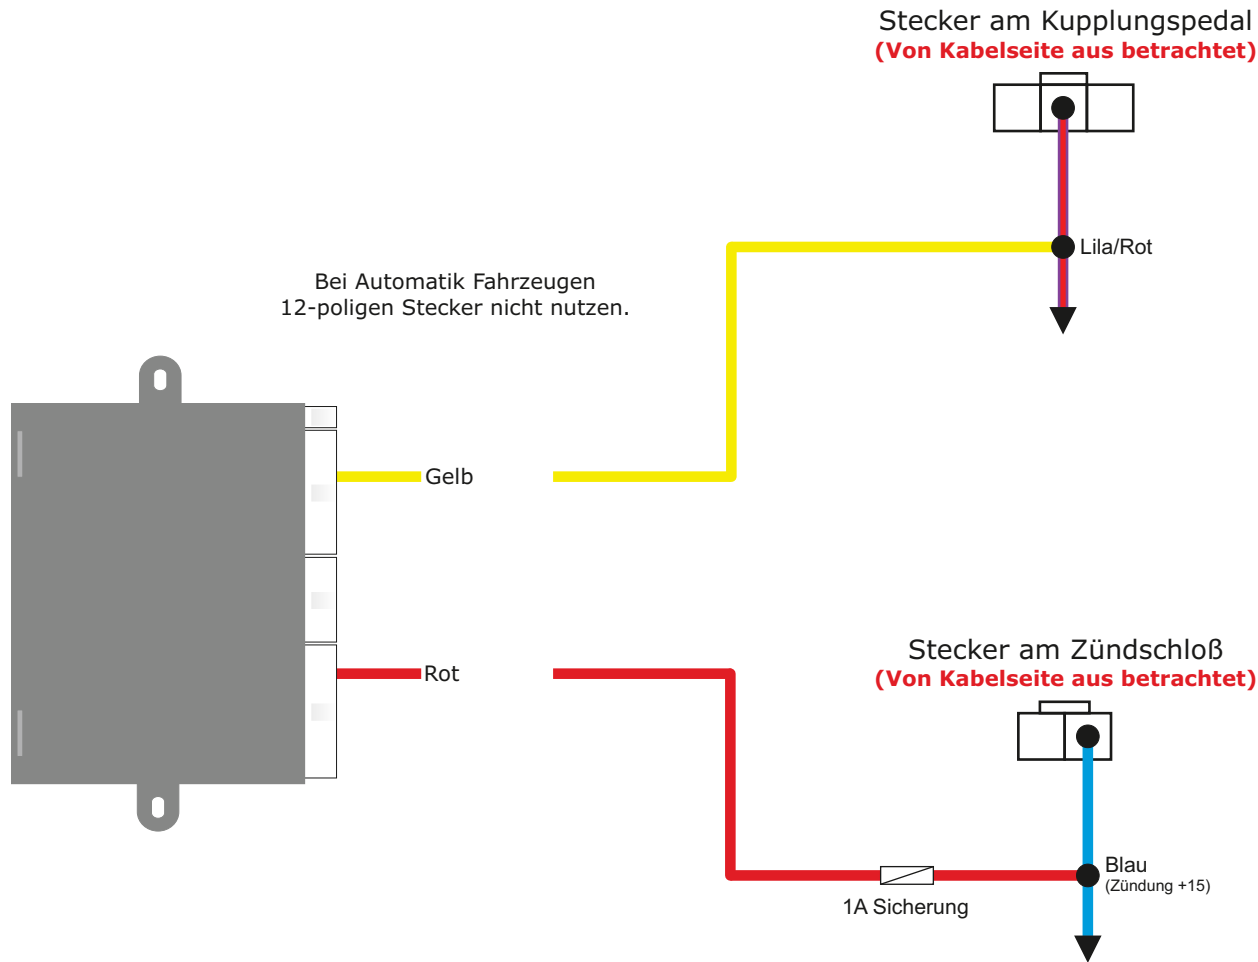 Stecker am Kupplungspedal
(Von Kabelseite aus betrachtet)
Lila/Rot
Bei Automatik Fahrzeugen
12-poligen Stecker nicht nutzen.
Gelb
Rot
Stecker am Zündschloß
(Von Kabelseite aus betrachtet)
Blau
(Zündung +15)
1A Sicherung